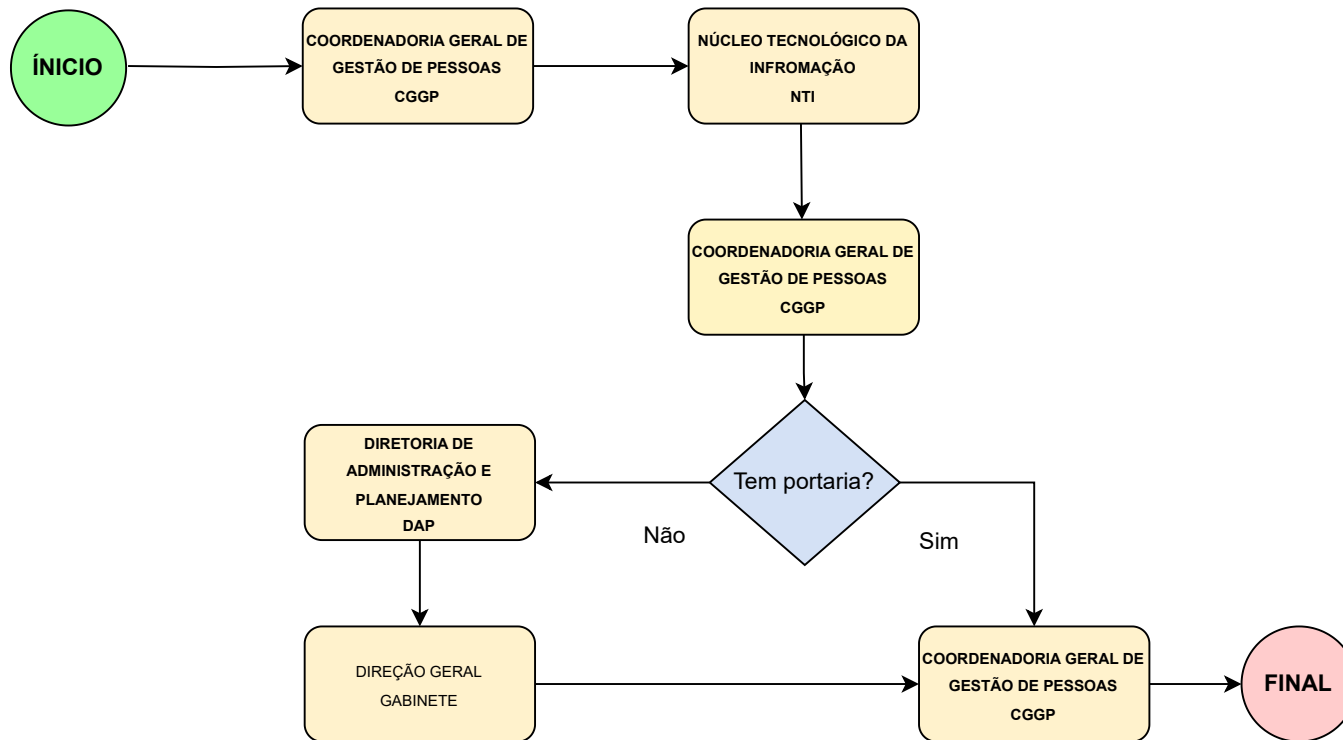 ÍNICIO
COORDENADORIA GERAL DE
GESTÃO DE PESSOAS
CGGP
NÚCLEO TECNOLÓGICO DA
INFROMAÇÃO
NTI
COORDENADORIA GERAL DE
GESTÃO DE PESSOAS
CGGP
Tem portaria?
Não
Sim
DIRETORIA DE
ADMINISTRAÇÃO E
PLANEJAMENTO
DAP
DIREÇÃO GERAL
GABINETE
COORDENADORIA GERAL DE
GESTÃO DE PESSOAS
CGGP
FINAL